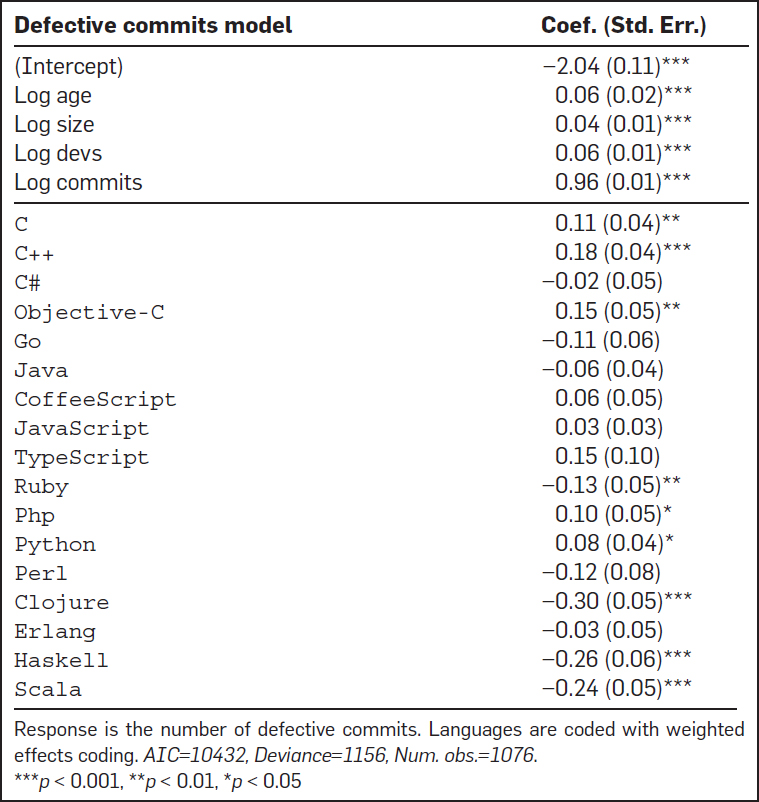 Defective commits model Coef. (Std. Err.)
(Intercept) −2.04 (0.11)***
Log age 0.06 (0.02)***
Log size 0.04 (0.01)***
Log devs 0.06 (0.01)***
Log commits 0.96 (0.01)***
C 0.11 (0.04)**
C++ 0.18 (0.04)***
C# −0.02 (0.05)
Objective-C 0.15 (0.05)**
Go −0.11 (0.06)
Java −0.06 (0.04)
CoffeeScript 0.06 (0.05)
JavaScript 0.03 (0.03)
TypeScript 0.15 (0.10)
Ruby −0.13 (0.05)**
Php 0.10 (0.05)*
Python 0.08 (0.04)*
Perl −0.12 (0.08)
Clojure −0.30 (0.05)***
Erlang −0.03 (0.05)
Haskell −0.26 (0.06)***
Scala −0.24 (0.05)***
Response is the number of defective commits. Languages are coded with weighted
effects coding. AIC=10432, Deviance=1156, Num. obs.=1076.
***p < 0.001, **p < 0.01, *p < 0.05